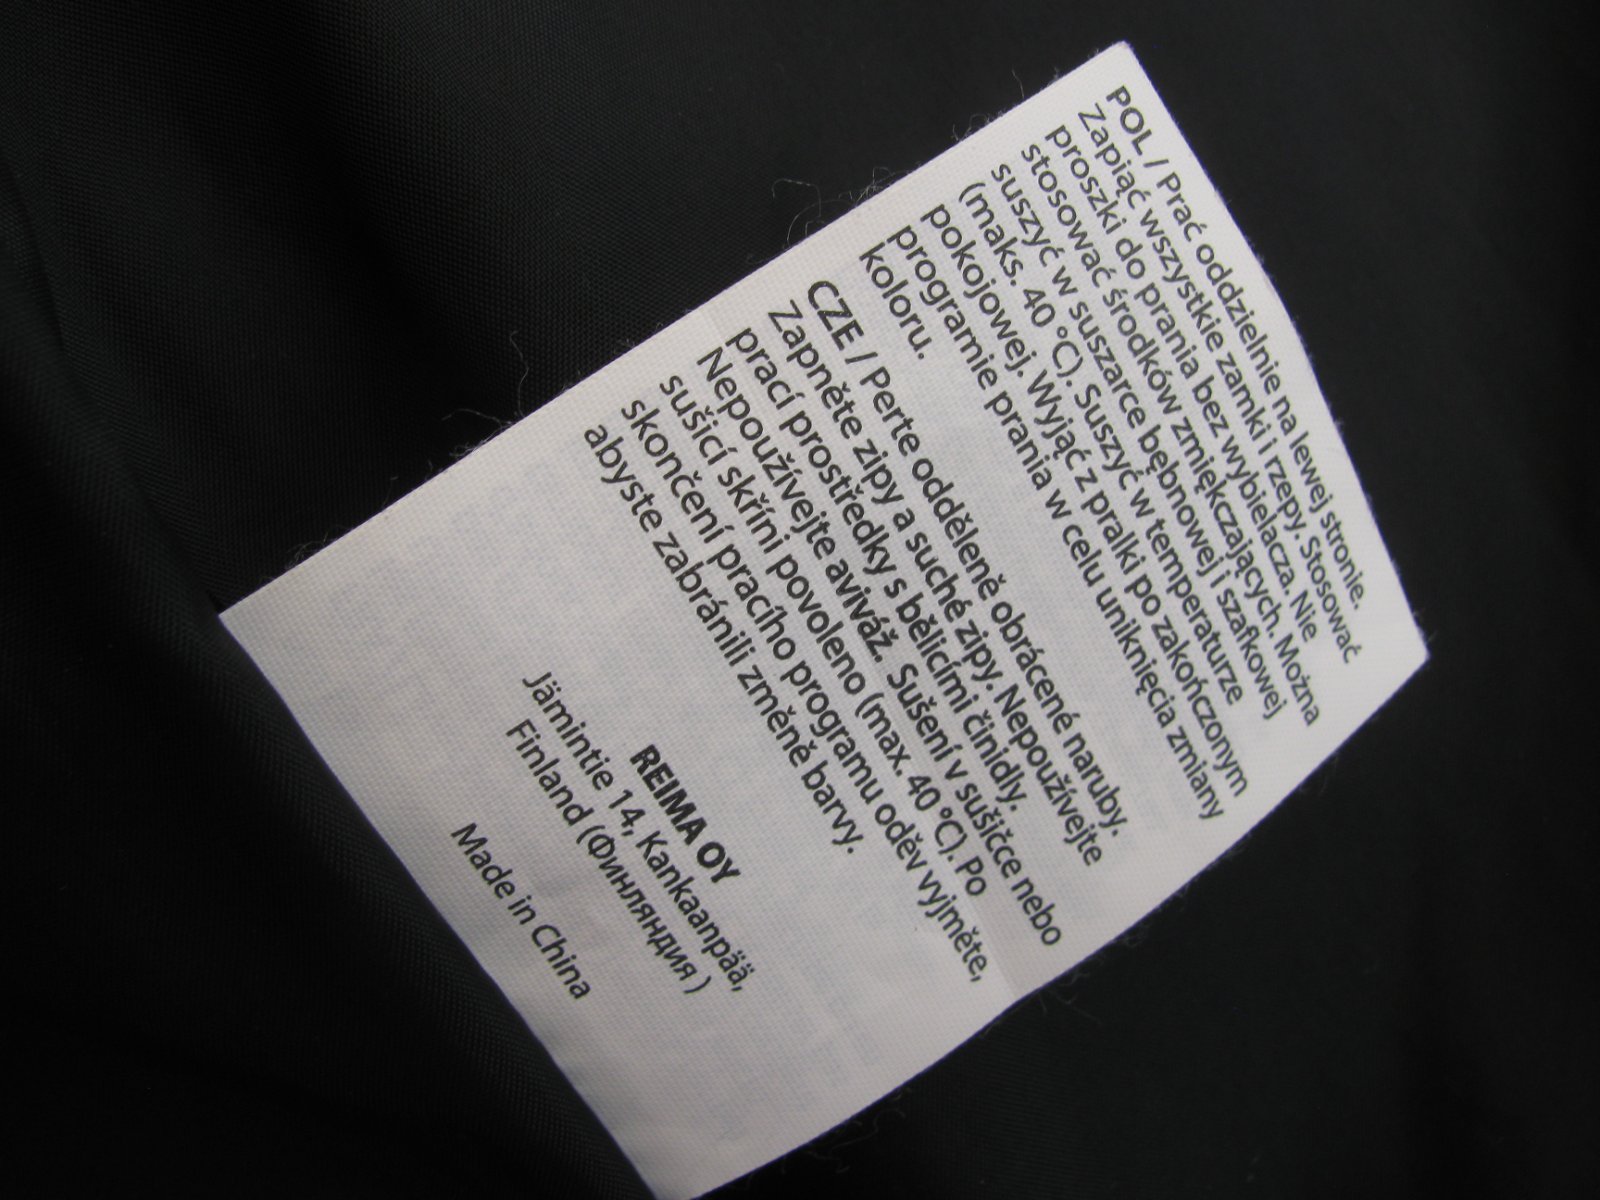 POL / Prać oddzielnie na lewej stronie.
Zapiąć wszystkie zamki i rzepy. Stosować
proszki do prania bez wybielacza. Nie
stosować środków zmiękczających. Można
suszyć w suszarce bębnowej i szafkowej
(maks. 40 °C). Suszyć w temperaturze
pokojowej. Wyjąć z pralki po zakończonym
programie prania w celu uniknięcia zmiany
koloru.
CZE / Perte odděleně obrácené naruby.
Zapněte zipy a suché zipy. Nepoužívejte
prací prostředky s bělicími činidly.
Nepoužívejte aviváž. Sušení v sušičce nebo
sušicí skříni povoleno (max. 40 °C). Po
skončení pracího programu oděv vyjměte,
abyste zabránili změně barvy.
REIMA OY
Jämintie 14, Kankaanpää,
Finland (Финляндия )
Made in China